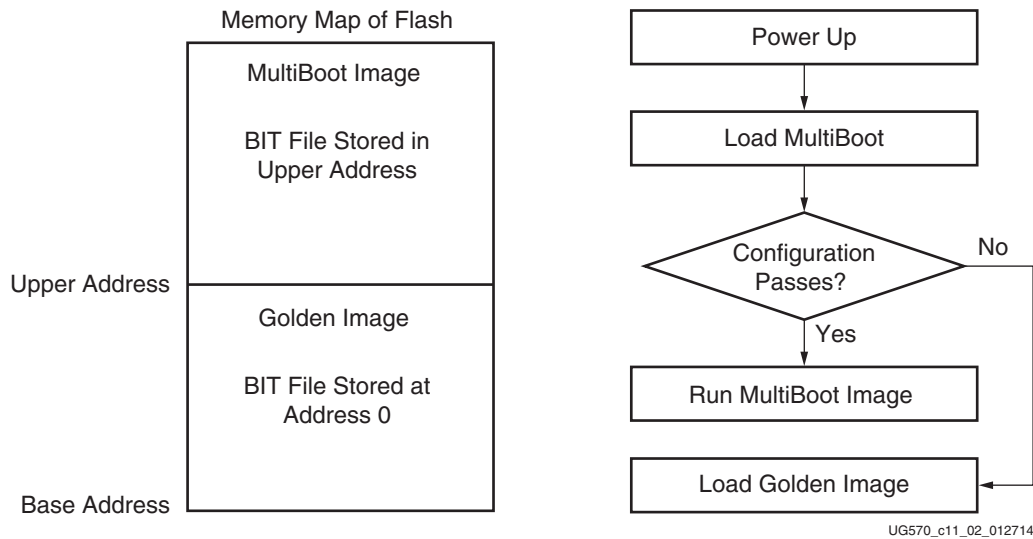 Memory Map of Flash
MultiBoot Image
BIT File Stored in
Upper Address
Upper Address
Golden Image
BIT File Stored at
Address 0
Base Address
Power Up
Load MultiBoot
Configuration
Passes?
No
Yes
Run MultiBoot Image
Load Golden Image
UG570_c11_02_012714